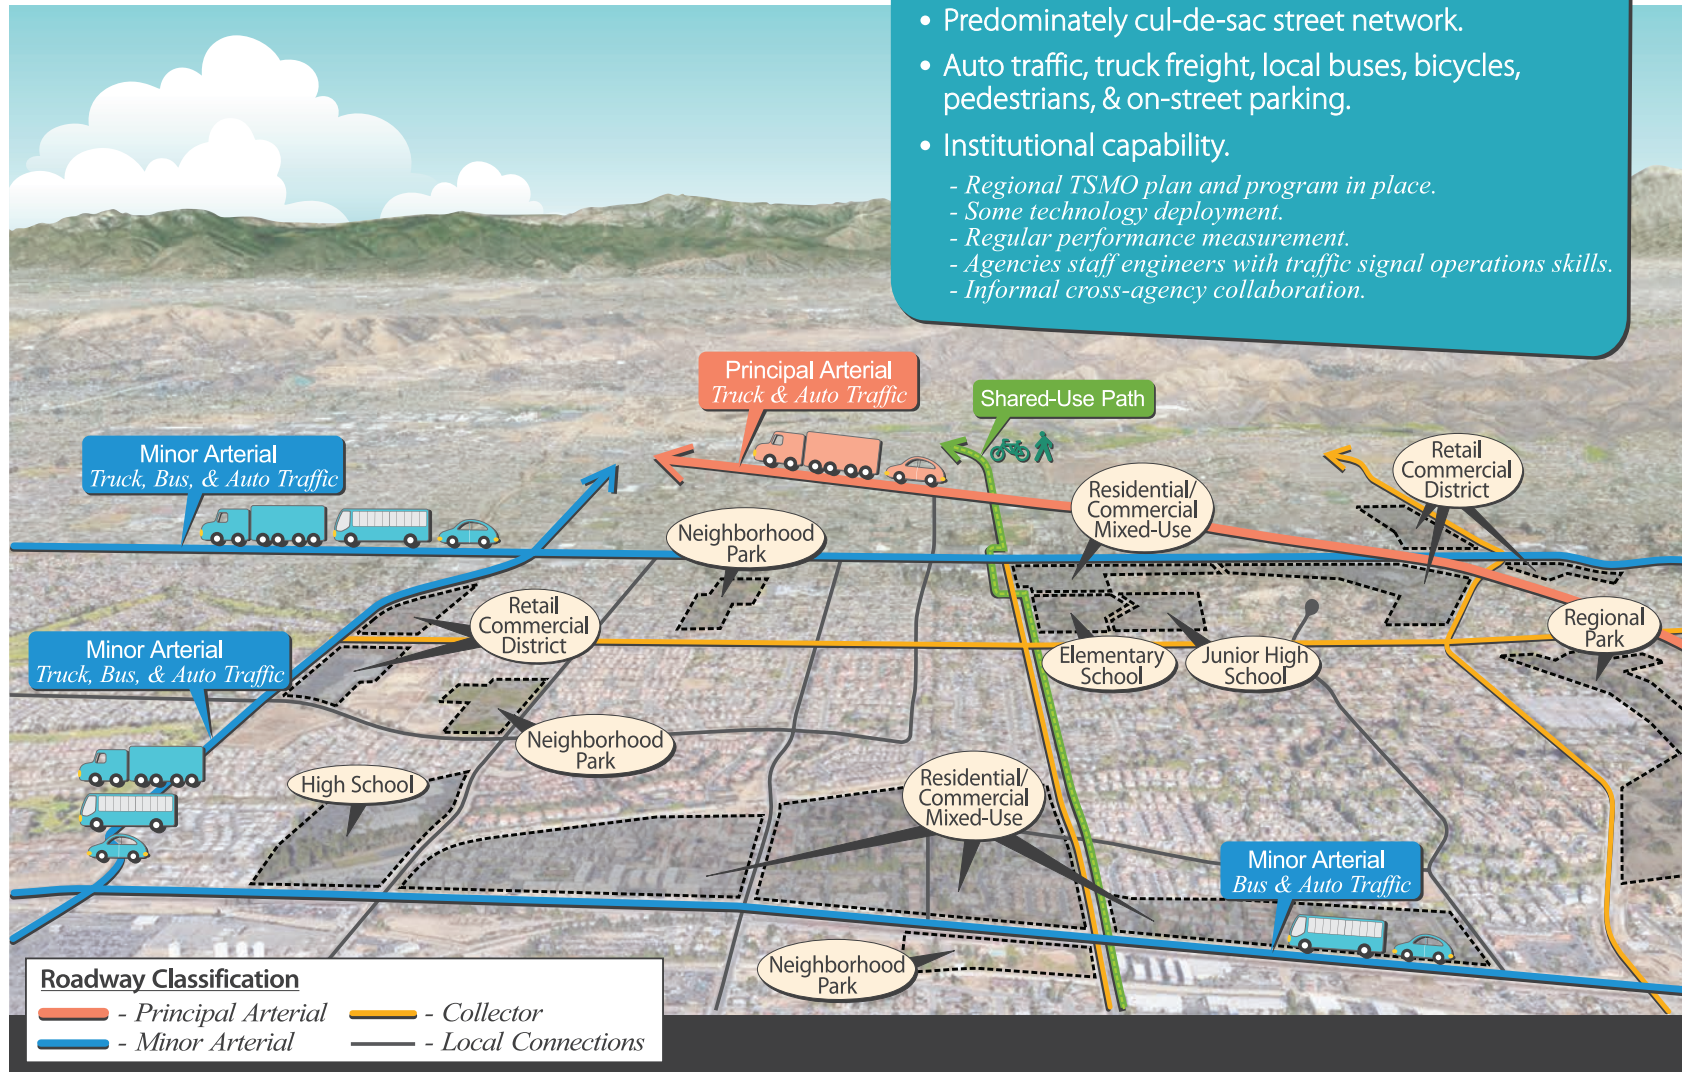 • Predominately cul-de-sac street network.
• Auto traffic, truck freight, local buses, bicycles,
pedestrians, & on-street parking.
• Institutional capability.
- Regional TSMO plan and program in place.
- Some technology deployment.
- Regular performance measurement.
- Agencies staff engineers with traffic signal operations skills.
- Informal cross-agency collaboration.
Principal Arterial
Truck & Auto Traffic
Shared-Use Path
Minor Arterial
Truck, Bus, & Auto Traffic
Retail
Commercial
District
Residential/
Commercial
Mixed-Use
Neighborhood
Park
Retail
Commercial
District
Regional
Park
Minor Arterial
Truck, Bus, & Auto Traffic
Elementary
School
Junior High
School
Neighborhood
Park
High School
Residential/
Commercial
Mixed-Use
Minor Arterial
Bus & Auto Traffic
Neighborhood
Park
Roadway Classification
- Principal Arterial
- Collector
- Minor Arterial
- Local Connections